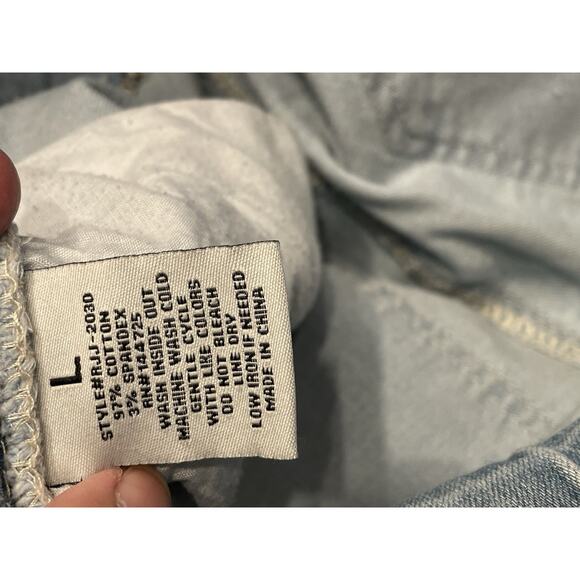 L
STYLE#RJJ-2030
97% COTTON
3% SPANDEX
RN#144725
WASH INSIDE OUT
MACHINE WASH COLD
GENTLE CYCLE
WITH LIKE COLORS
DO NOT BLEACH
LINE DRY
LOW IRON IF NEEDED
MADE IN CHINA